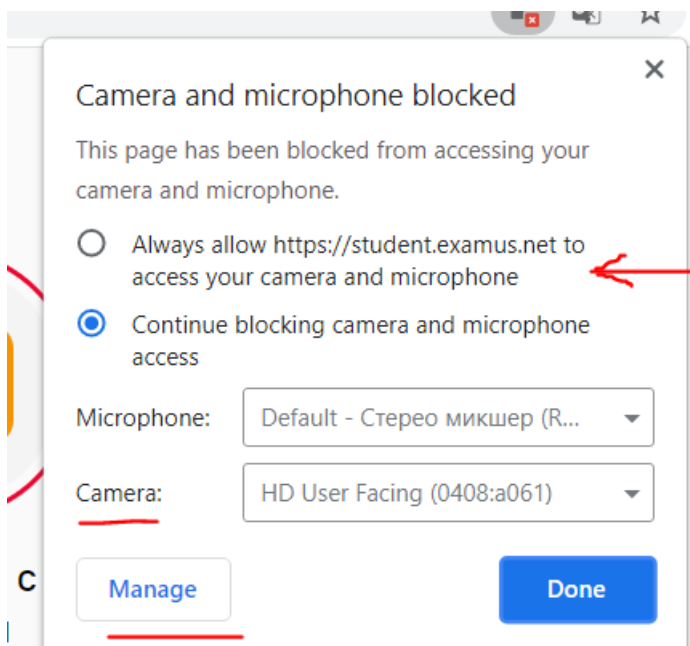 Camera and microphone blocked
This page has been blocked from accessing your
camera and microphone.
Always allow https://student.examus.net to
access your camera and microphone
Continue blocking camera and microphone
access
Microphone: Default - Стерео микшер (R...
Camera: HD User Facing (0408:a061)
с
Manage Done